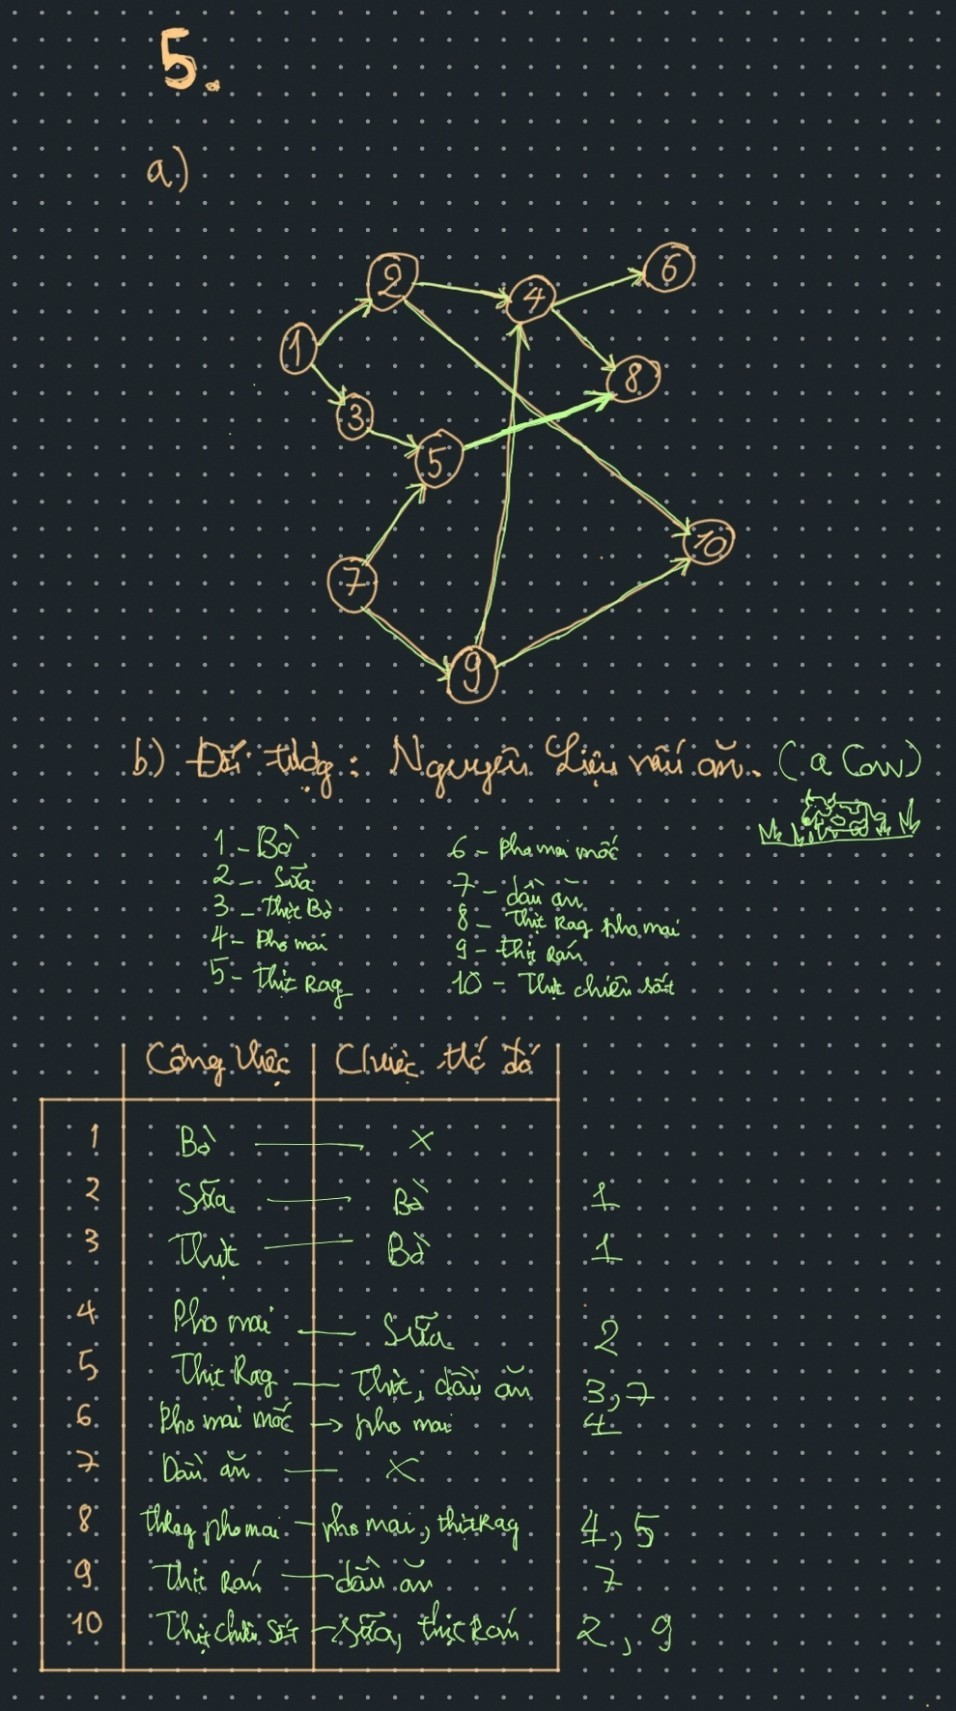 5.
a)
1
2
3
4
5
6
7
8
9
10
b) Đối tượng: Nguyên Liệu nấu ăn. (a Cow)
1 - Bò
2 - Sữa
3 - Thịt Bò
4 - Pho mai
5 - Thịt Rag
6 - Pho mai mốc
7 - dầu ăn
8 - Thịt Rag pho mai
9 - thịt Rán
10 - Thịt chiên sốt
Công Việc Chiệc thứ đó
1 Bò — X
2 Sữa — Bò 1
3 Thịt — Bò 1
4 Pho mai — Sữa 2
5 Thịt Rag — Thịt, dầu ăn 3,7
6 Pho mai mốc → pho mai 4
7 Dầu ăn — X
8 thRag pho mai - pho mai, thịt Rag 4, 5
9 Thịt Rán — dầu ăn 7
10 Thịt chiên sốt - sữa, thịt Rán 2, 9